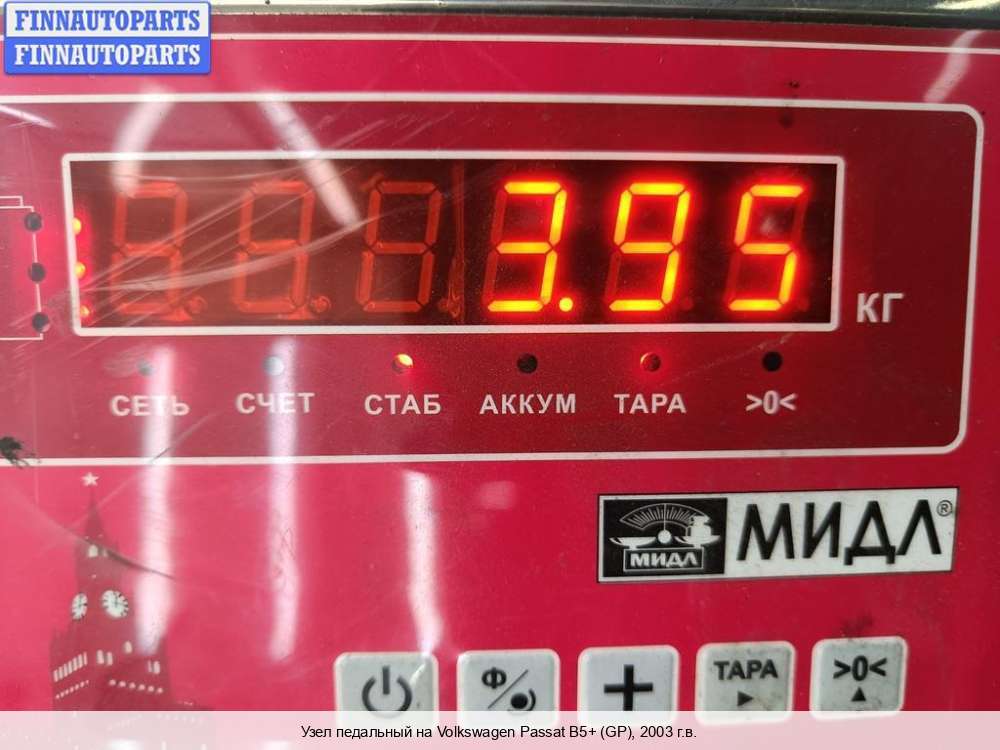 FINNAUTOPARTS
FINNAUTOPARTS
3.95
КГ
СЕТЬ СЧЕТ СТАБ АККУМ ТАРА >0<
МИДЛ МИДЛ®
Ф ТАРА >0<
Узел педальный на Volkswagen Passat B5+ (GP), 2003 г.в.